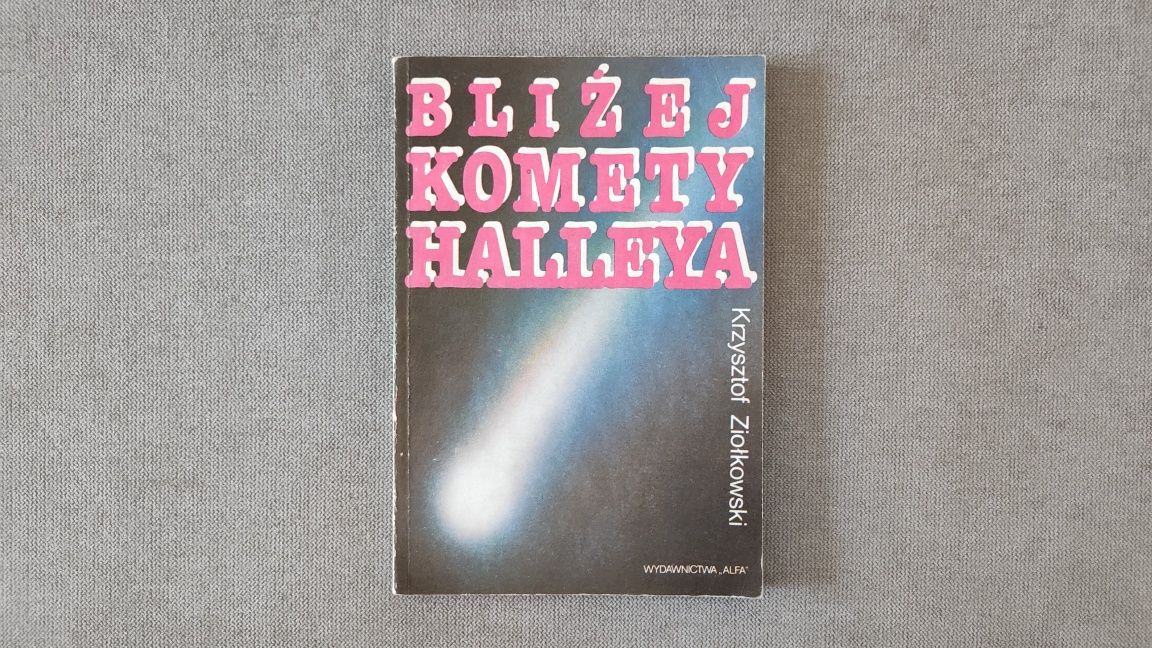 BLIŻEJ
KOMETY
HALLEYA
Krzysztof Ziołkowski
WYDAWNICTWA „ALFA”